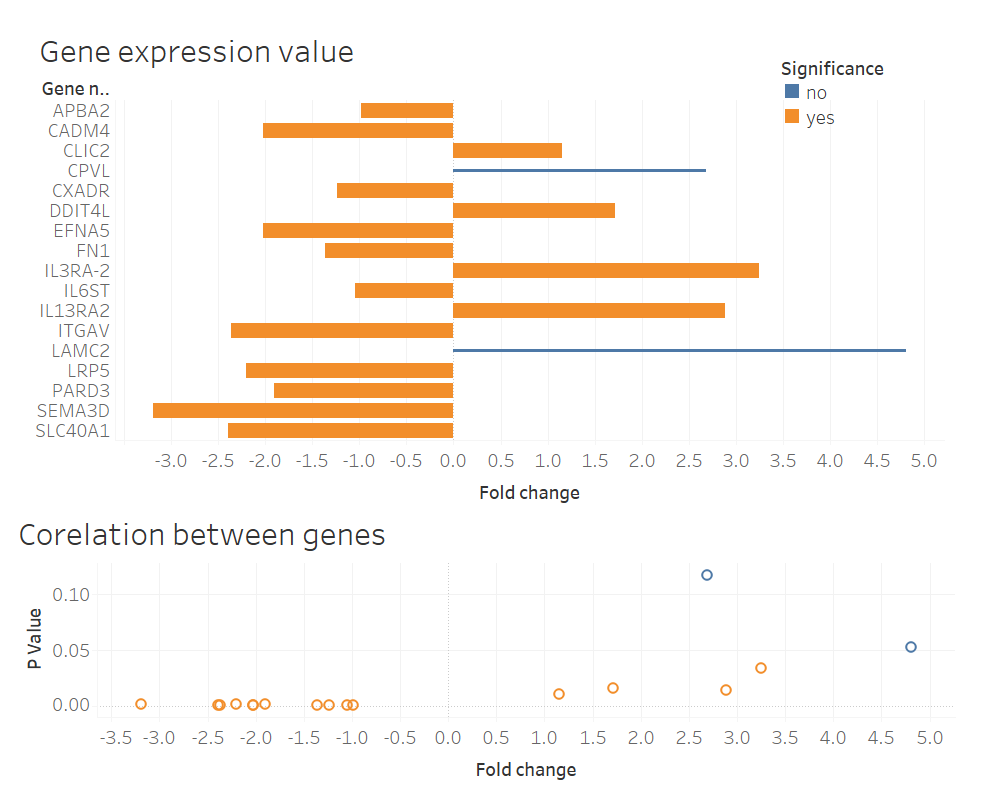 Gene expression value
Significance
no
yes
Gene n..
APBA2
CADM4
CLIC2
CPVL
CXADR
DDIT4L
EFNA5
FN1
IL3RA-2
IL6ST
IL13RA2
ITGAV
LAMC2
LRP5
PARD3
SEMA3D
SLC40A1
-3.0 -2.5 -2.0 -1.5 -1.0 -0.5 0.0 0.5 1.0 1.5 2.0 2.5 3.0 3.5 4.0 4.5 5.0
Fold change
Corelation between genes
P Value
0.10
0.05
0.00
-3.5 -3.0 -2.5 -2.0 -1.5 -1.0 -0.5 0.0 0.5 1.0 1.5 2.0 2.5 3.0 3.5 4.0 4.5 5.0
Fold change